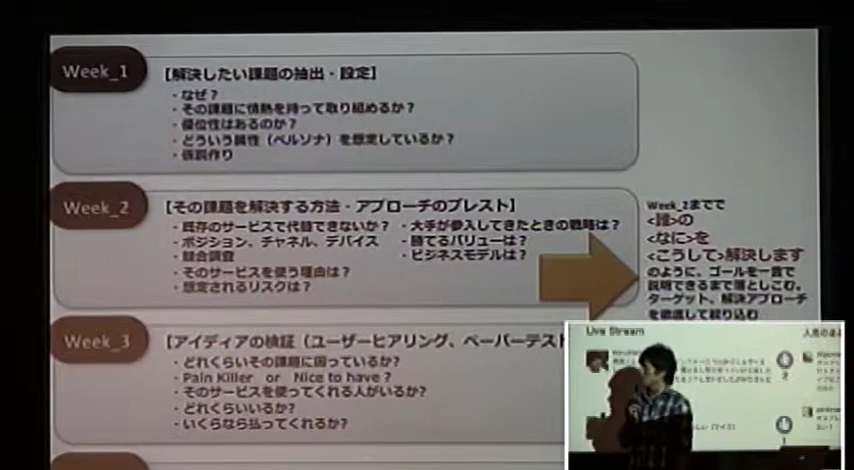 Week_1
【解決したい課題の抽出・設定】
・なぜ？
・その課題に情熱を持って取り組めるか？
・優位性はあるのか？
・どういう属性（ペルソナ）を想定しているか？
・仮説作り
Week_2
【その課題を解決する方法・アプローチのブレスト】
・既存のサービスで代替できないか？ ・大手が参入してきたときの戦略は？
・ポジション、チャネル、デバイス ・勝てるバリューは？
・競合調査 ・ビジネスモデルは？
・そのサービスを使う理由は？
・想定されるリスクは？
Week_2までで
<誰>の
<なに>を
<こうして>解決します
のように、ゴールを一言で
説明できるまで落としこむ。
ターゲット、解決アプローチ
を徹底して絞り込む
Week_3
【アイディアの検証（ユーザーヒアリング、ペーパーテスト
・どれくらいその課題に困っているか？
・Pain Killer or Nice to have？
・そのサービスを使ってくれる人がいるか？
・どれくらいいるか？
・いくらなら払ってくれるか？
Live Stream
2
1